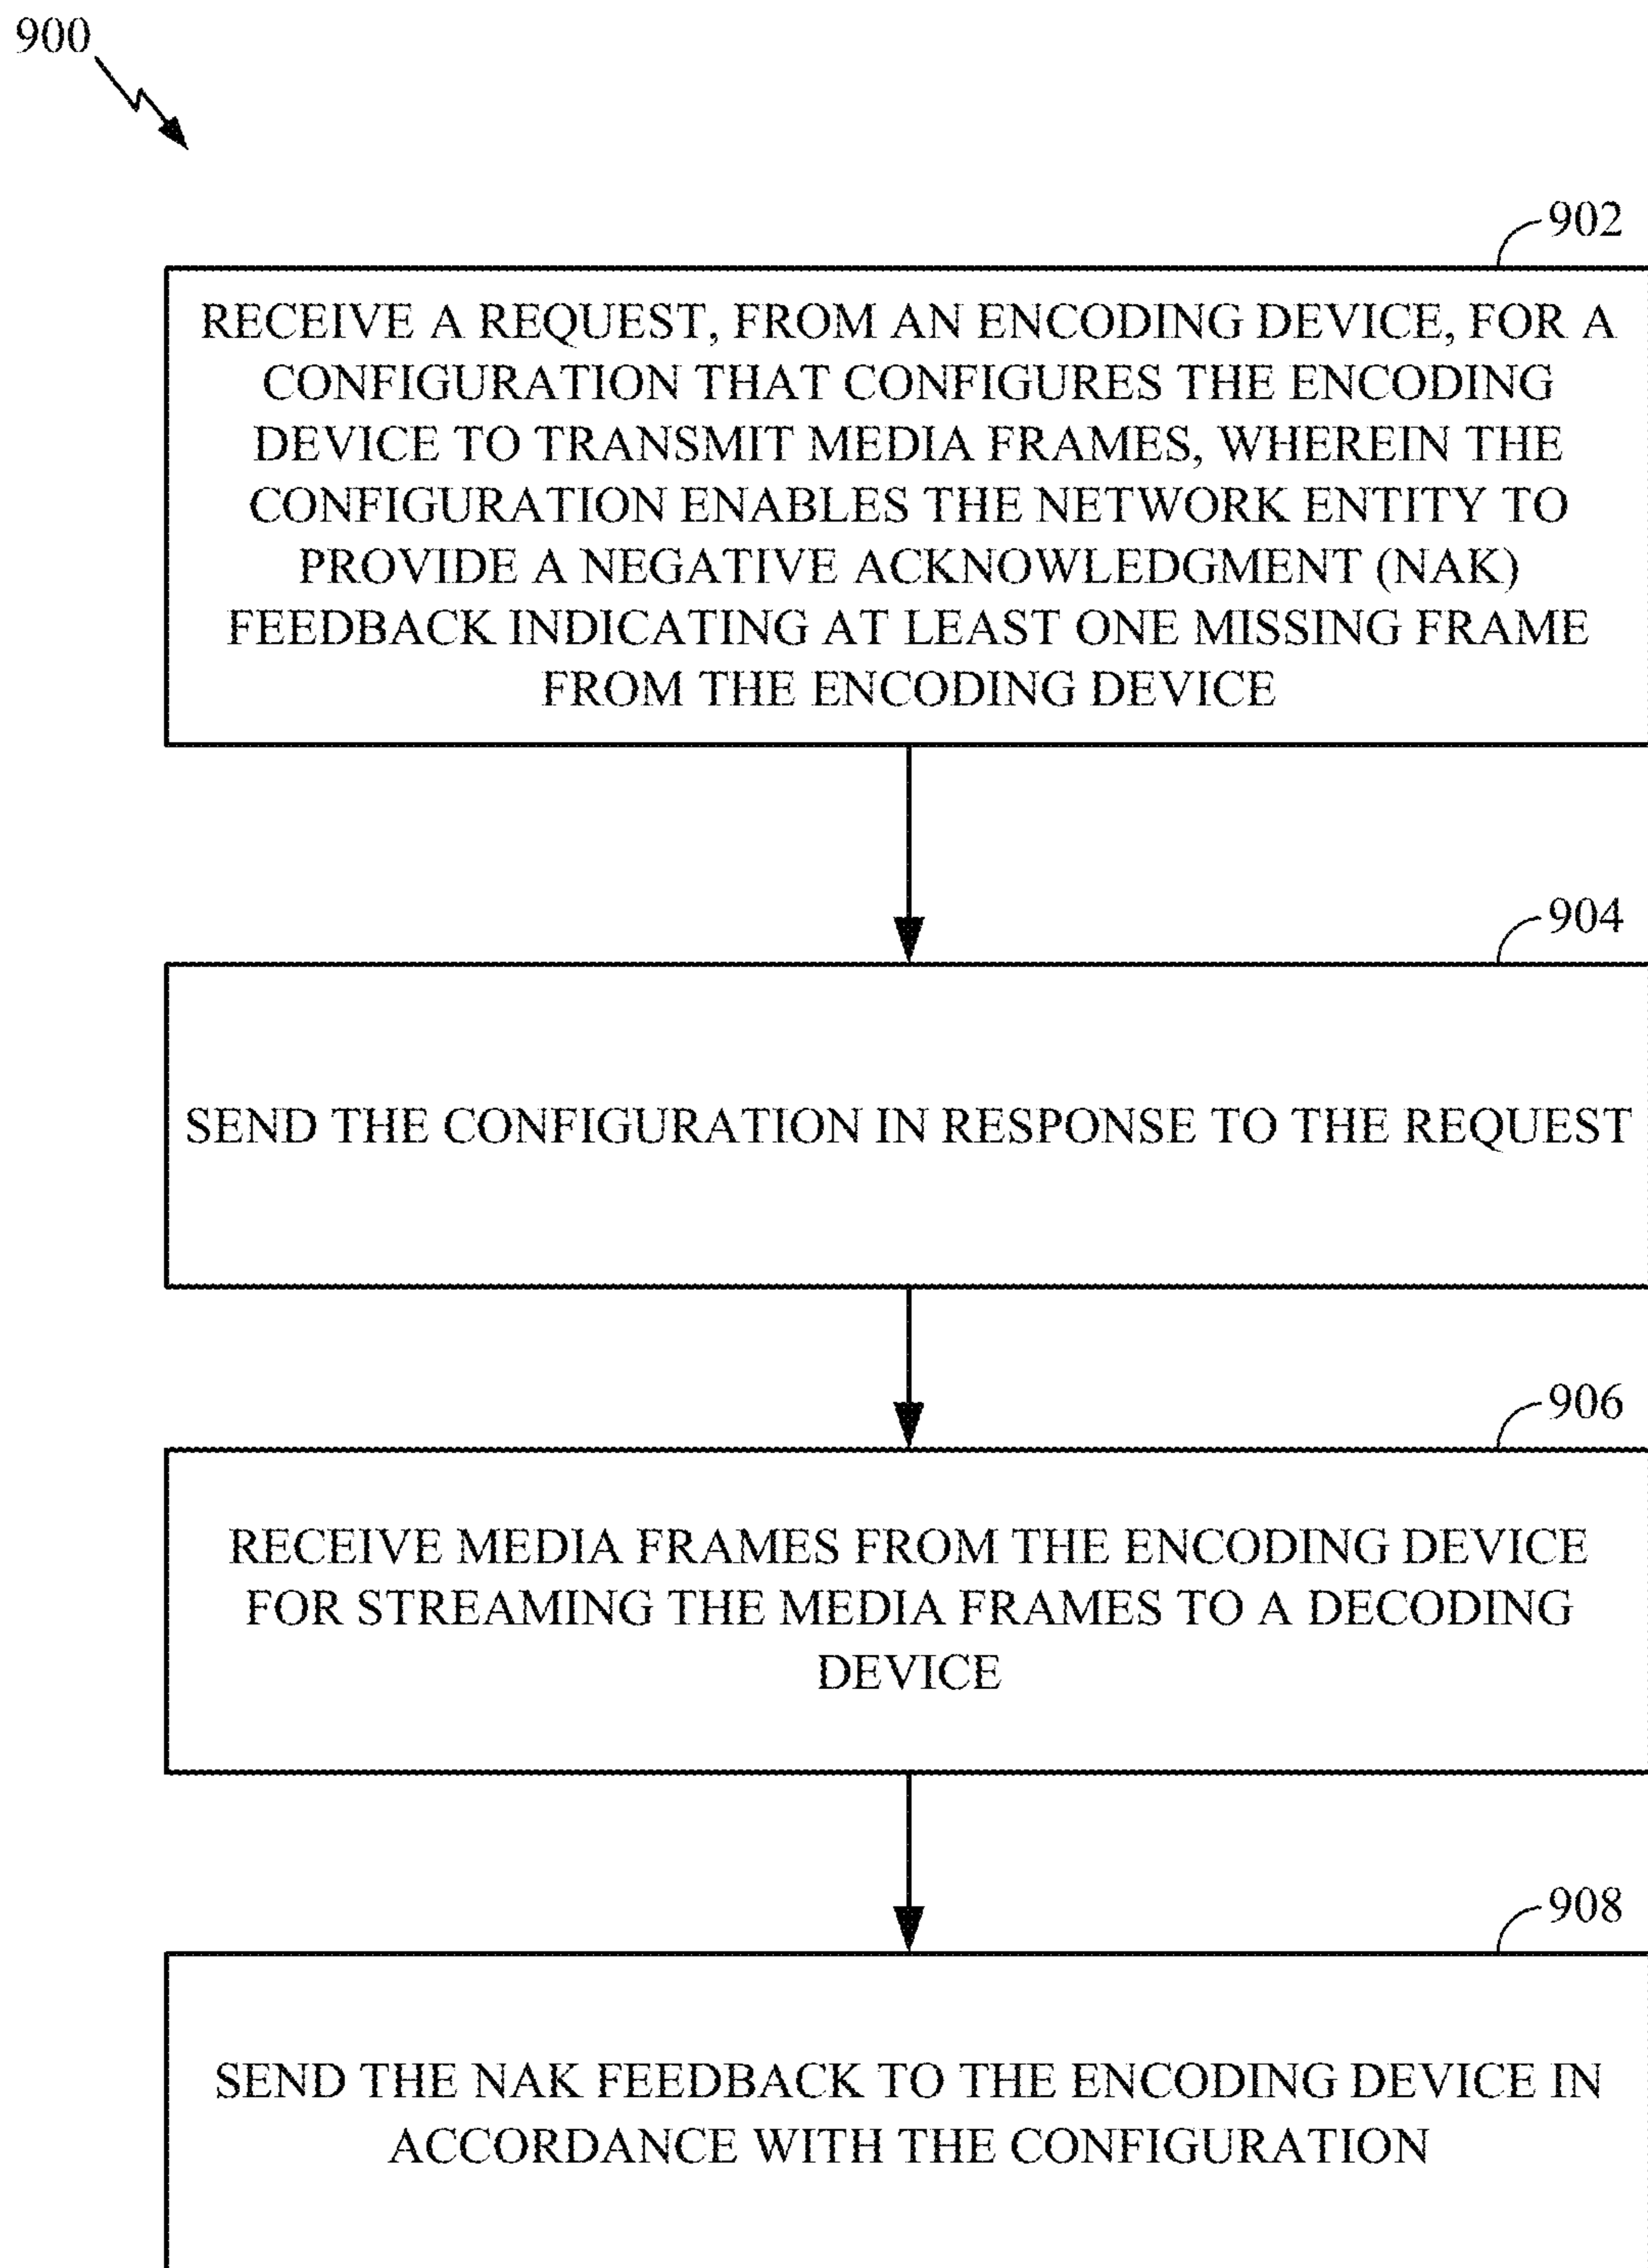 900
902
RECEIVE A REQUEST, FROM AN ENCODING DEVICE, FOR A
CONFIGURATION THAT CONFIGURES THE ENCODING
DEVICE TO TRANSMIT MEDIA FRAMES, WHEREIN THE
CONFIGURATION ENABLES THE NETWORK ENTITY TO
PROVIDE A NEGATIVE ACKNOWLEDGMENT (NAK)
FEEDBACK INDICATING AT LEAST ONE MISSING FRAME
FROM THE ENCODING DEVICE
904
SEND THE CONFIGURATION IN RESPONSE TO THE REQUEST
906
RECEIVE MEDIA FRAMES FROM THE ENCODING DEVICE
FOR STREAMING THE MEDIA FRAMES TO A DECODING
DEVICE
908
SEND THE NAK FEEDBACK TO THE ENCODING DEVICE IN
ACCORDANCE WITH THE CONFIGURATION